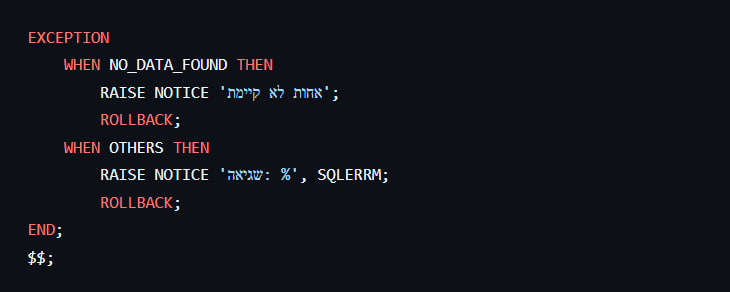 EXCEPTION
    WHEN NO_DATA_FOUND THEN
        RAISE NOTICE 'אחות לא קיימת';
        ROLLBACK;
    WHEN OTHERS THEN
        RAISE NOTICE 'שגיאה: %', SQLERRM;
        ROLLBACK;
END;
$$;